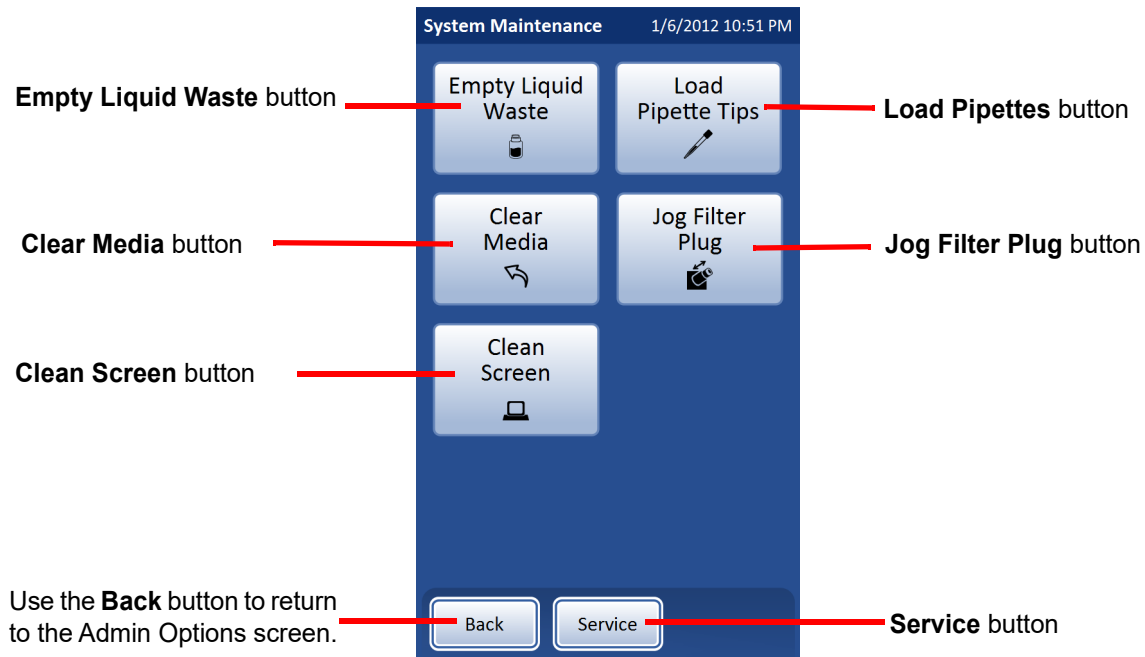 System Maintenance 1/6/2012 10:51 PM
Empty Liquid Waste button
Empty Liquid
Waste
Load
Pipette Tips
Load Pipettes button
Clear Media button
Clear
Media
Jog Filter
Plug
Jog Filter Plug button
Clean Screen button
Clean
Screen
Use the Back button to return
to the Admin Options screen.
Back
Service
Service button